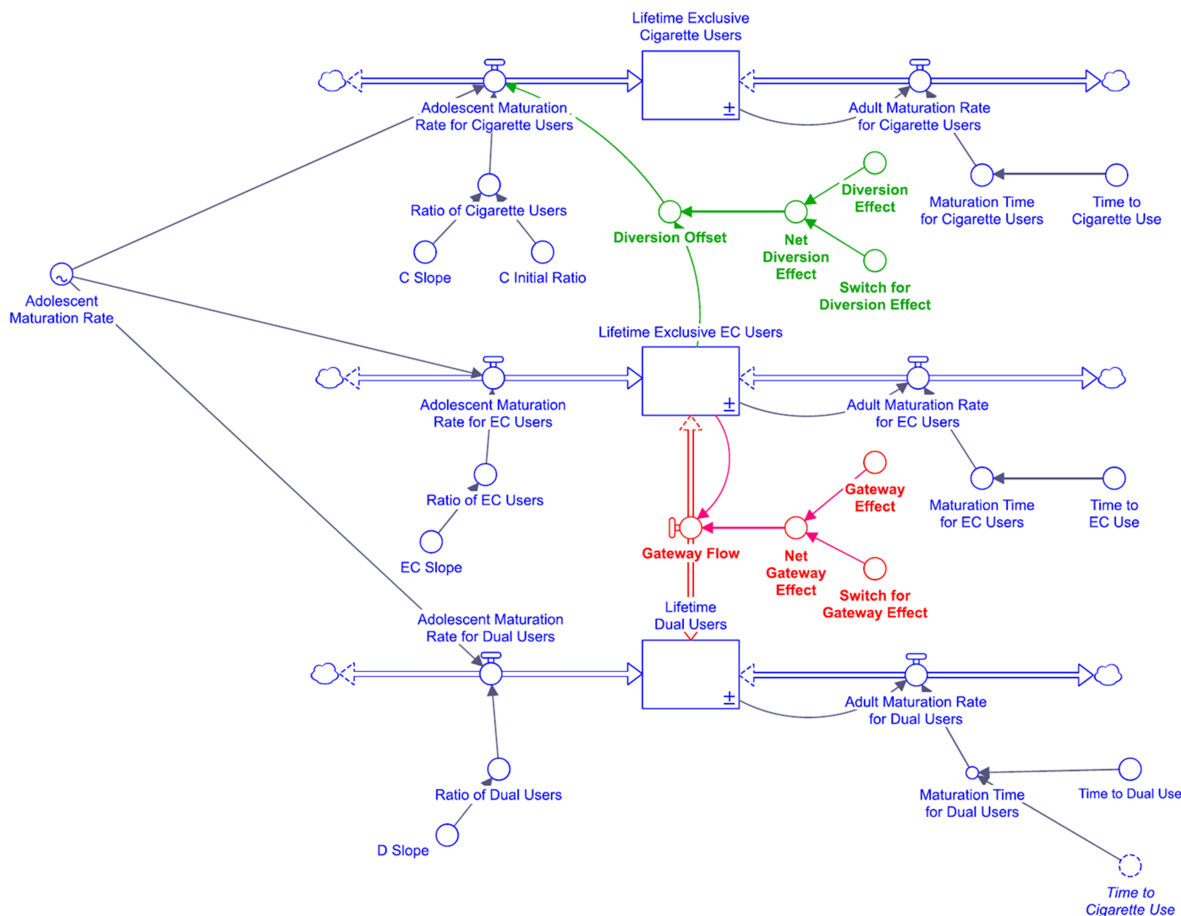 Lifetime Exclusive
Cigarette Users
Adolescent Maturation
Rate for Cigarette Users
Adult Maturation Rate
for Cigarette Users
Ratio of Cigarette Users
C Slope
C Initial Ratio
Diversion Offset
Net
Diversion
Effect
Diversion
Effect
Switch for
Diversion Effect
Maturation Time
for Cigarette Users
Time to
Cigarette Use
Adolescent
Maturation Rate
Lifetime Exclusive EC Users
Adolescent Maturation
Rate for EC Users
Adult Maturation Rate
for EC Users
Ratio of EC Users
EC Slope
Gateway Flow
Net
Gateway
Effect
Gateway
Effect
Switch for
Gateway Effect
Maturation Time
for EC Users
Time to
EC Use
Lifetime
Dual Users
Adolescent Maturation
Rate for Dual Users
Adult Maturation Rate
for Dual Users
Ratio of Dual Users
D Slope
Maturation Time
for Dual Users
Time to Dual Use
Time to
Cigarette Use